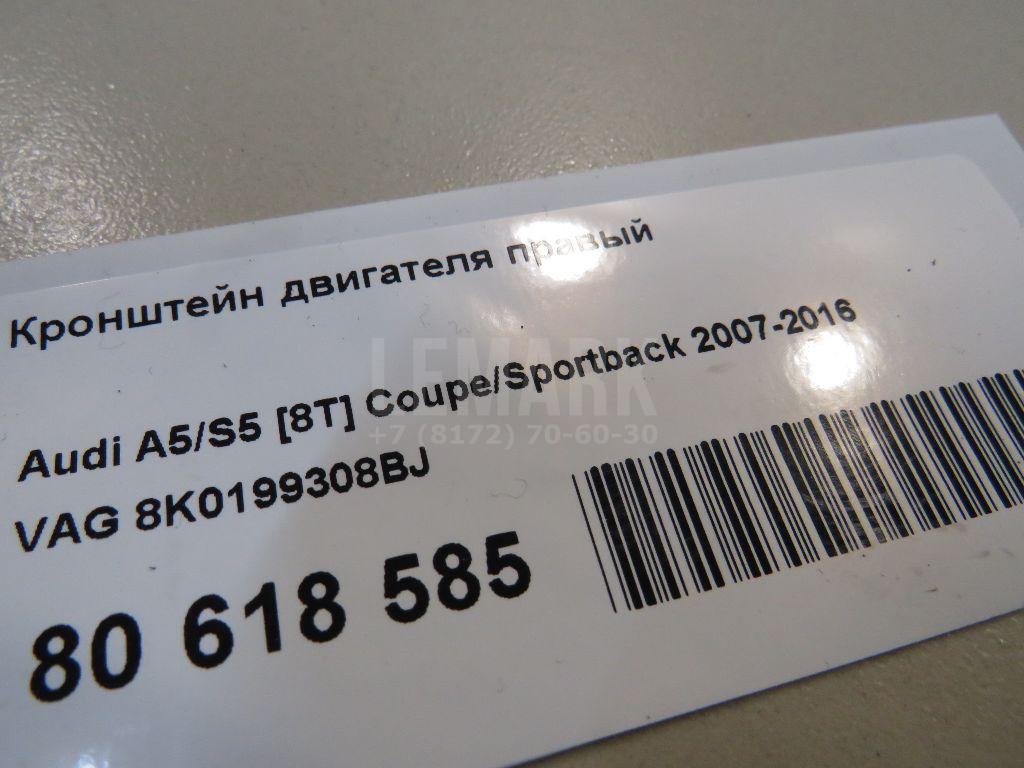 Кронштейн двигателя правый
Audi A5/S5 [8T] Coupe/Sportback 2007-2016
LEMARK
+7 (8172) 70-60-30
VAG 8K0199308BJ
80 618 585